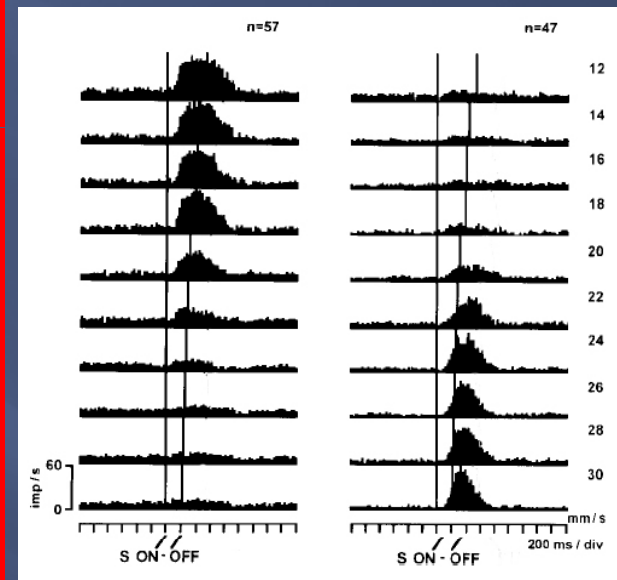 n=57
n=47
12
14
16
18
20
22
24
26
28
30
60
imp / s
0
mm / s
200 ms / div
S ON - OFF
S ON - OFF